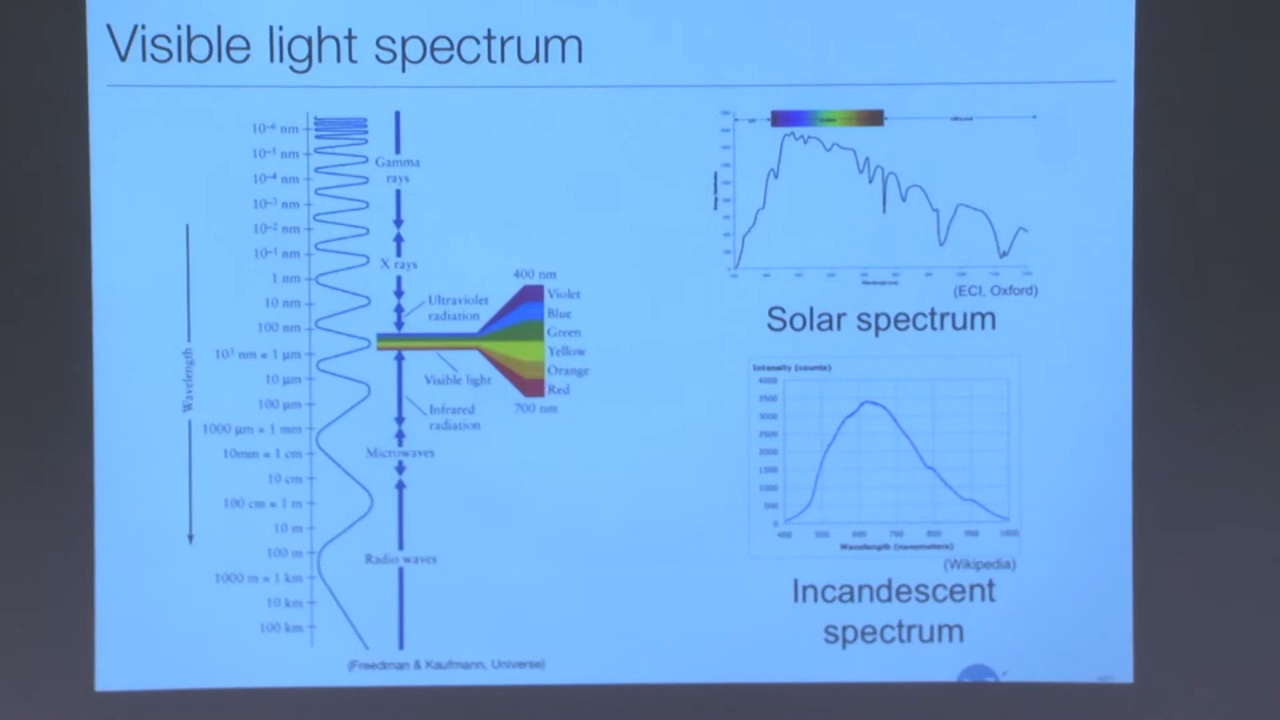 Visible light spectrum
10⁻⁶ nm
10⁻⁵ nm
10⁻⁴ nm
10⁻³ nm
10⁻² nm
10⁻¹ nm
1 nm
10 nm
100 nm
10³ nm = 1 μm
10 μm
100 μm
1000 μm = 1 mm
10mm = 1 cm
10 cm
100 cm = 1 m
10 m
100 m
1000 m = 1 km
10 km
100 km
Wavelength
Gamma
rays
X rays
Ultraviolet
radiation
Visible light
Infrared
radiation
Microwaves
Radio waves
400 nm
Violet
Blue
Green
Yellow
Orange
Red
700 nm
(Freedman & Kaufmann, Universe)
(ECI, Oxford)
Solar spectrum
Intensity (counts)
4000
3500
3000
2500
2000
1500
1000
500
0
400 500 600 700 800 900 1000
Wavelength (nanometers)
(Wikipedia)
Incandescent
spectrum